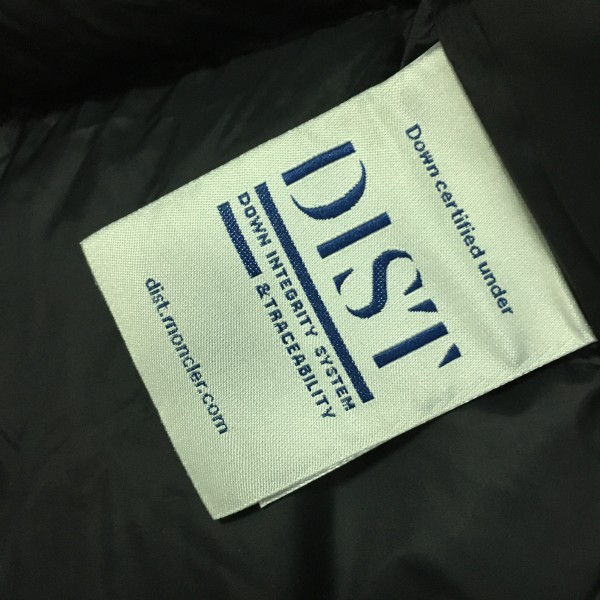 Down certified under
DIST
DOWN INTEGRITY SYSTEM
& TRACEABILITY
dist.moncler.com